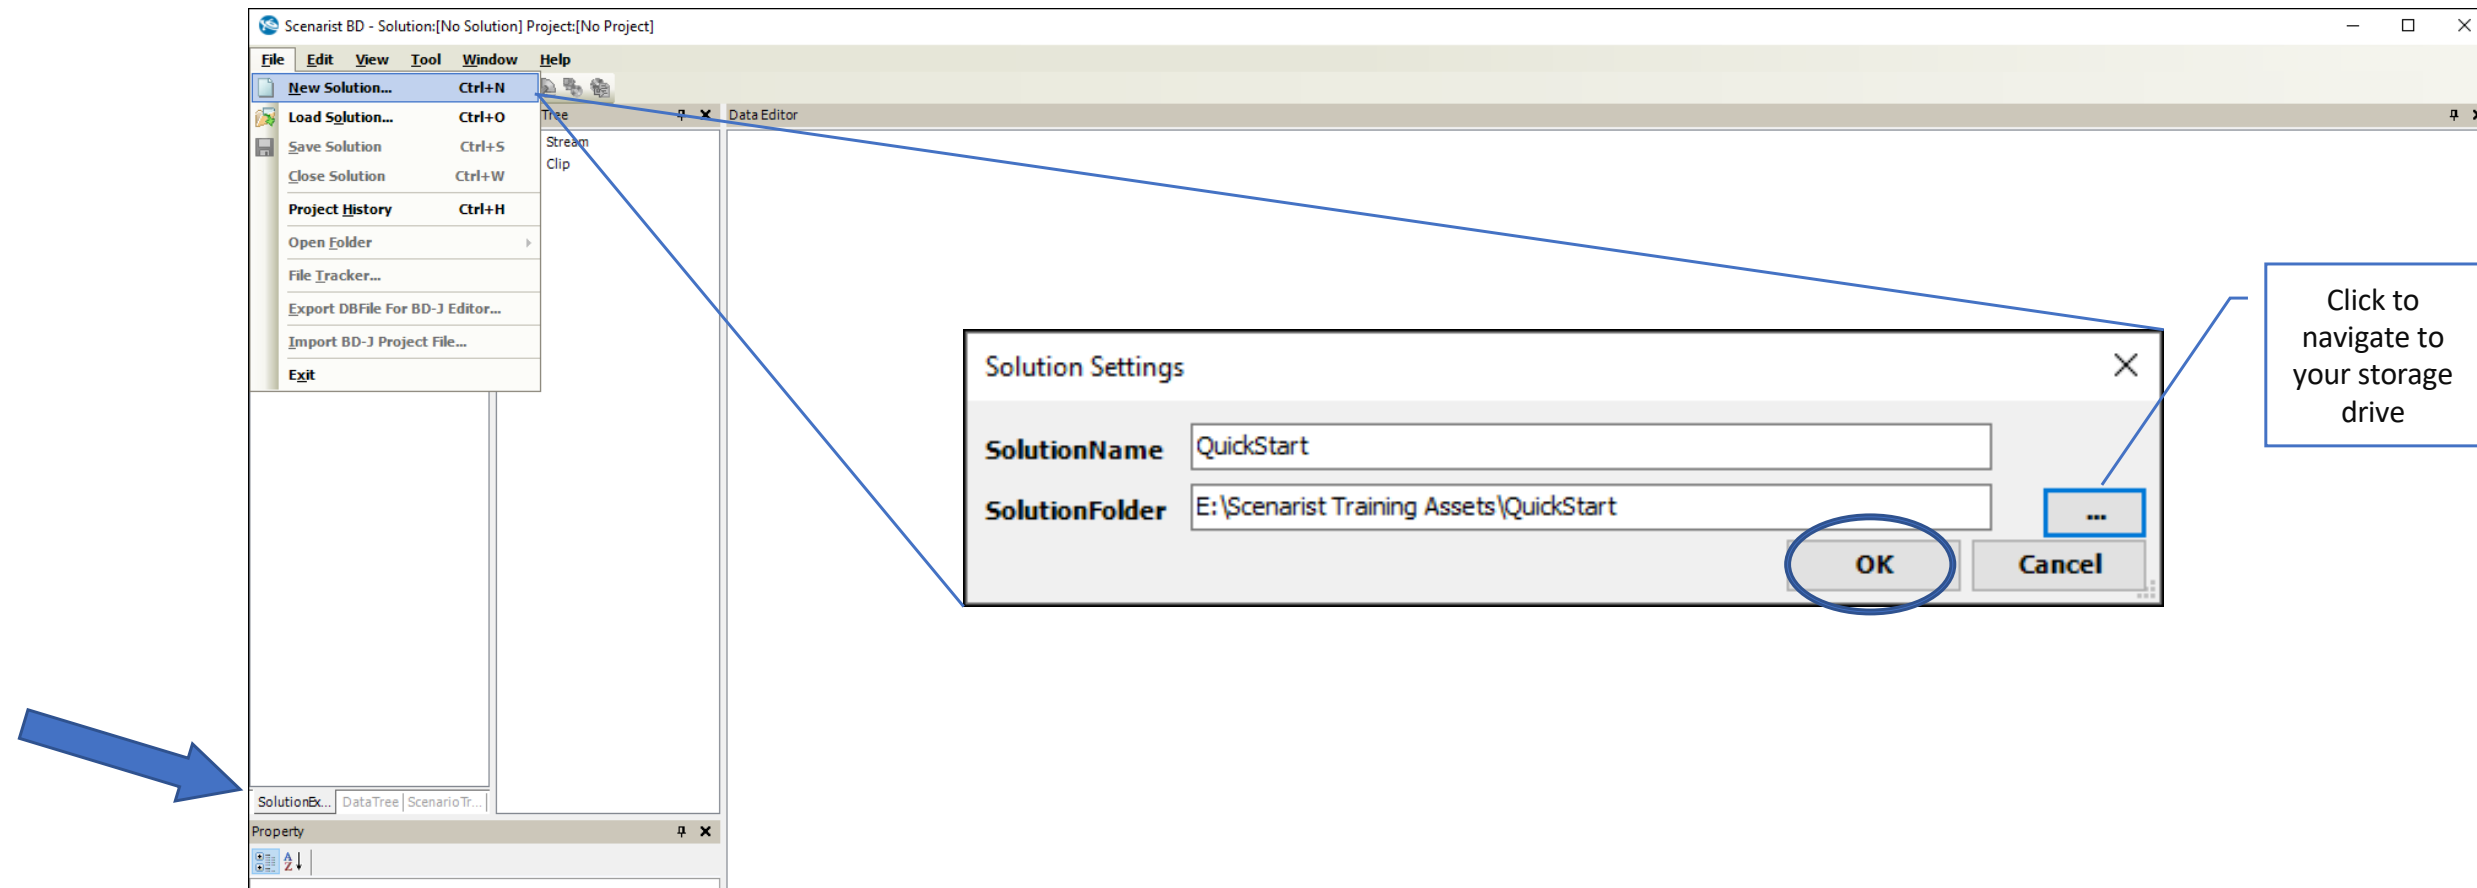 Scenarist BD - Solution:[No Solution] Project:[No Project]
File Edit View Tool Window Help
New Solution... Ctrl+N
Load Solution... Ctrl+O
Save Solution Ctrl+S
Close Solution Ctrl+W
Project History Ctrl+H
Open Folder
File Tracker...
Export DBFile For BD-J Editor...
Import BD-J Project File...
Exit
Tree
Data Editor
Stream
Clip
Click to
navigate to
your storage
drive
Solution Settings
SolutionName QuickStart
SolutionFolder E:\Scenarist Training Assets\QuickStart ...
OK Cancel
SolutionEx... DataTree ScenarioTr...
Property